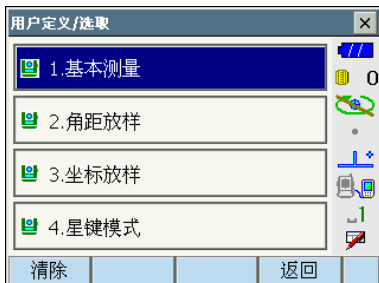 用户定义/选取
1.基本测量
0
2.角距放样
3.坐标放样
1
4.星键模式
清除
返回